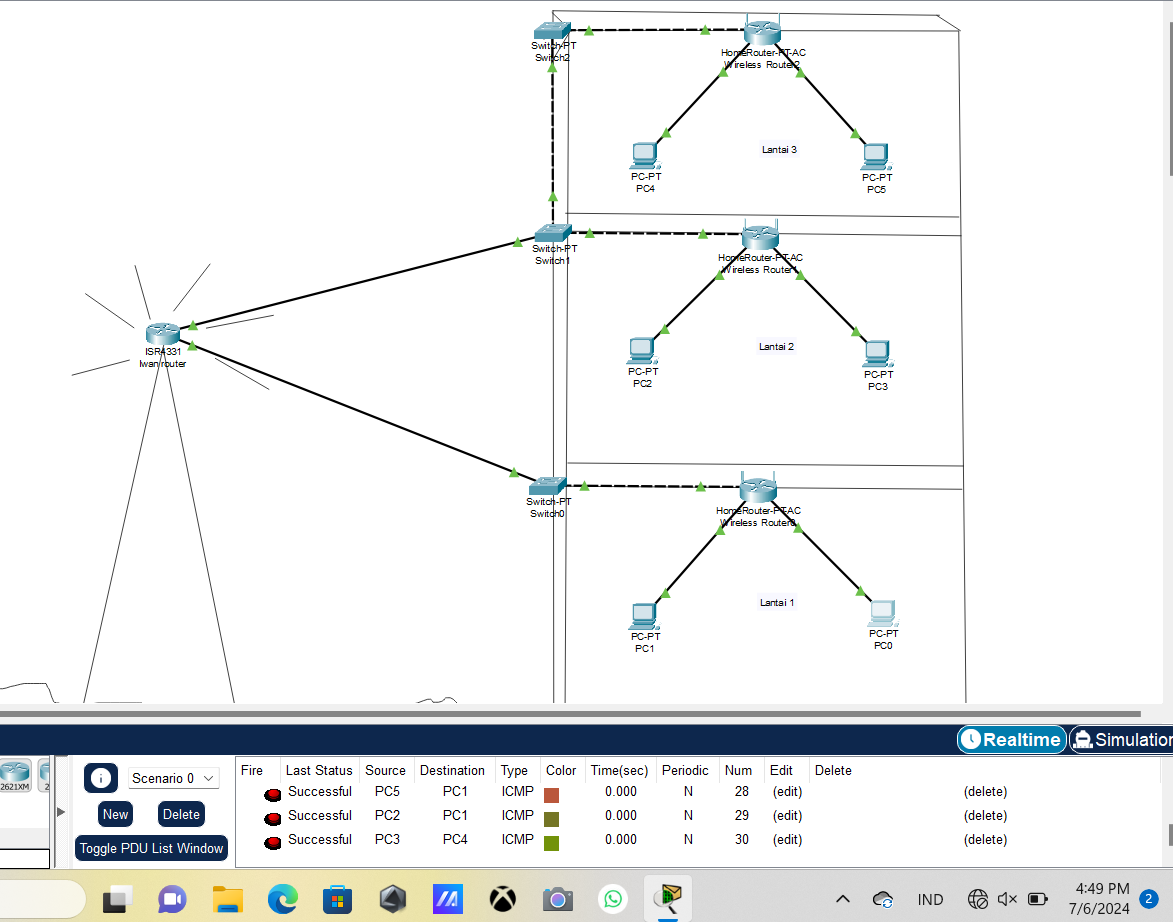 Switch-PT
Switch2
HomeRouter-PT-AC
Wireless Router2
Lantai 3
PC-PT
PC4
PC-PT
PC5
Switch-PT
Switch1
HomeRouter-PT-AC
Wireless Router1
ISR4331
Iwan router
Lantai 2
PC-PT
PC2
PC-PT
PC3
Switch-PT
Switch0
HomeRouter-PT-AC
Wireless Router0
Lantai 1
PC-PT
PC1
PC-PT
PC0
Realtime
Simulation
2621XM
2
Scenario 0
New
Delete
Toggle PDU List Window
Fire Last Status Source Destination Type Color Time(sec) Periodic Num Edit Delete
Successful PC5 PC1 ICMP 0.000 N 28 (edit) (delete)
Successful PC2 PC1 ICMP 0.000 N 29 (edit) (delete)
Successful PC3 PC4 ICMP 0.000 N 30 (edit) (delete)
IND
4:49 PM
7/6/2024
2